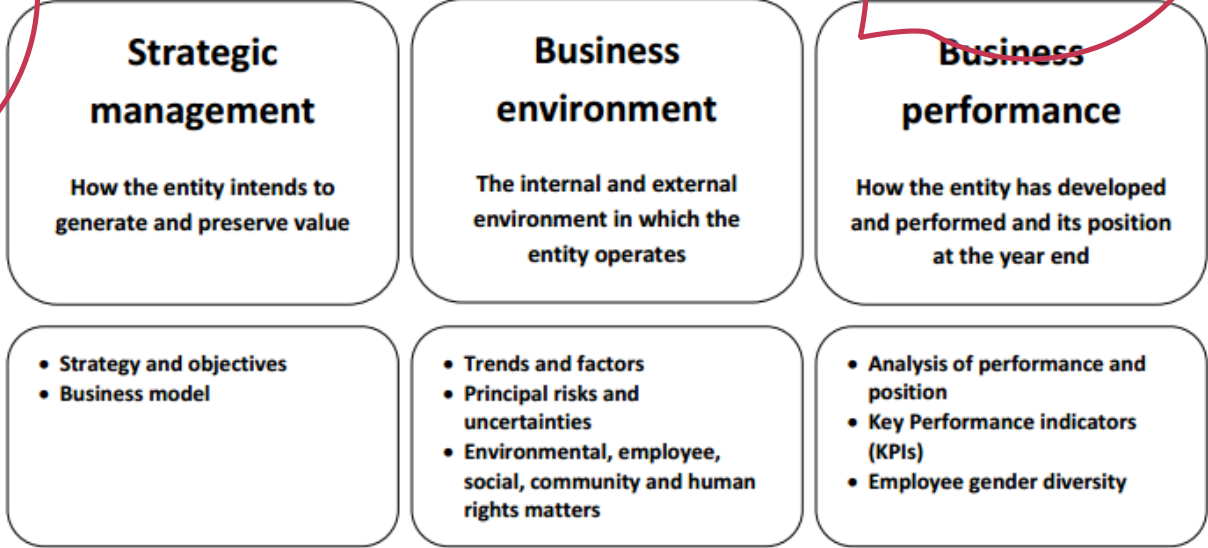 Strategic
management
How the entity intends to
generate and preserve value
Business
environment
The internal and external
environment in which the
entity operates
Business
performance
How the entity has developed
and performed and its position
at the year end
• Strategy and objectives
• Business model
• Trends and factors
• Principal risks and
uncertainties
• Environmental, employee,
social, community and human
rights matters
• Analysis of performance and
position
• Key Performance indicators
(KPIs)
• Employee gender diversity